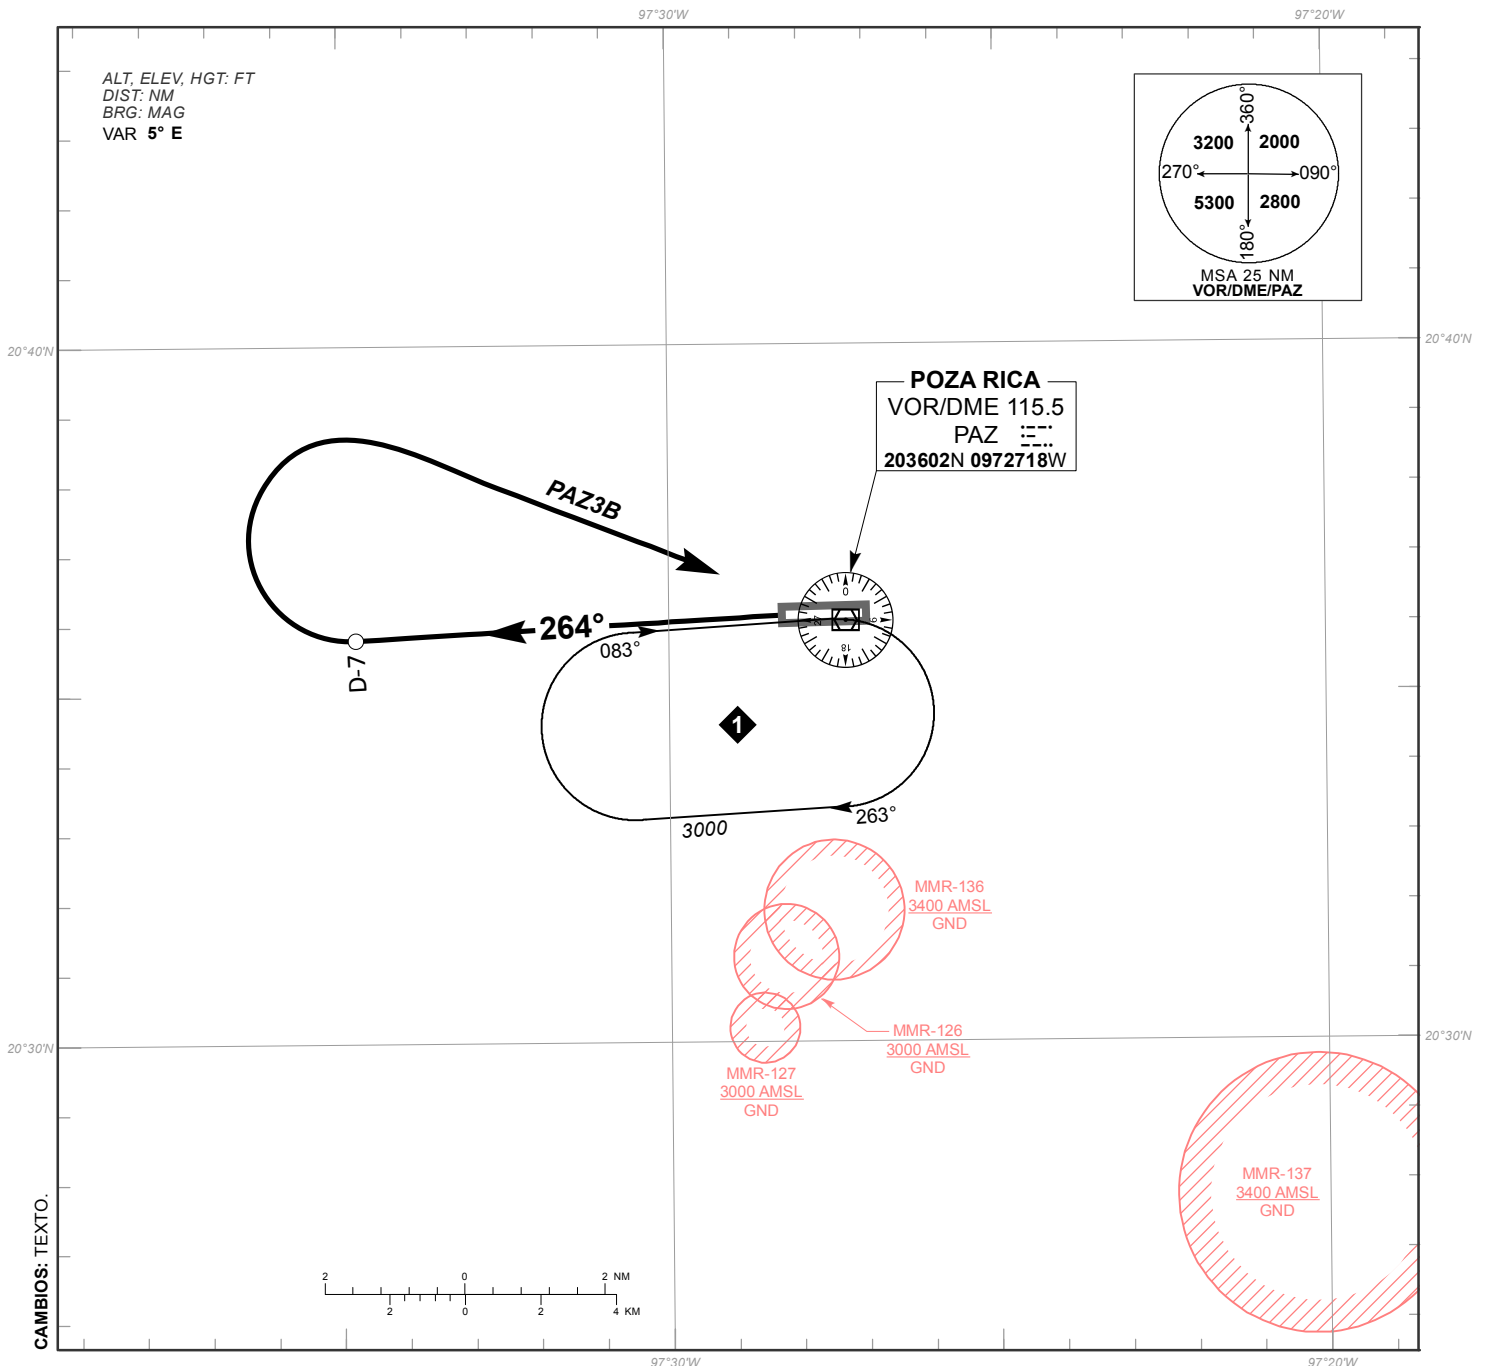 97°30'W
97°20'W
ALT, ELEV, HGT: FT
DIST: NM
BRG: MAG
VAR 5° E
360°
3200 2000
270° 090°
5300 2800
180°
MSA 25 NM
VOR/DME/PAZ
20°40'N
20°40'N
POZA RICA
VOR/DME 115.5
PAZ
203602N 0972718W
PAZ3B
0
9
18
27
264°
083°
D-7
1
263°
3000
MMR-136
3400 AMSL
GND
MMR-126
3000 AMSL
GND
MMR-127
3000 AMSL
GND
20°30'N
20°30'N
MMR-137
3400 AMSL
GND
CAMBIOS: TEXTO.
2 0 2 NM
2 0 2 4 KM
97°30'W
97°20'W